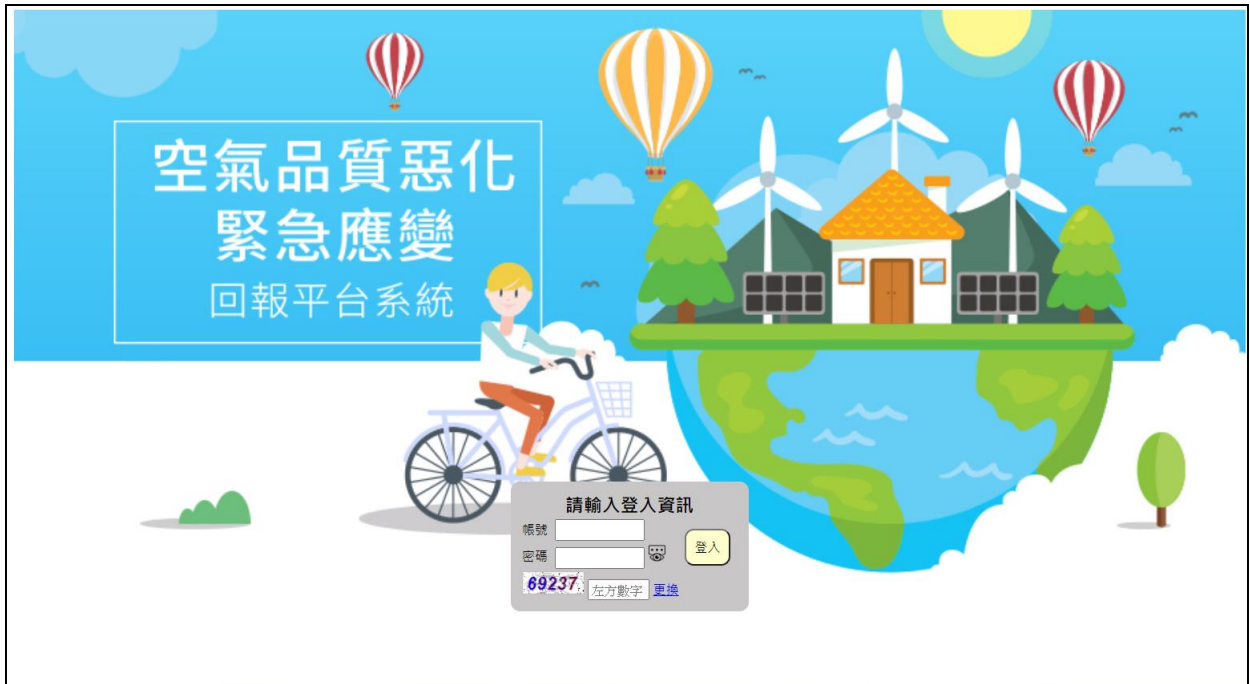 空氣品質惡化
緊急應變
回報平台系統
請輸入登入資訊
帳號
密碼
登入
69237 左方數字 更換